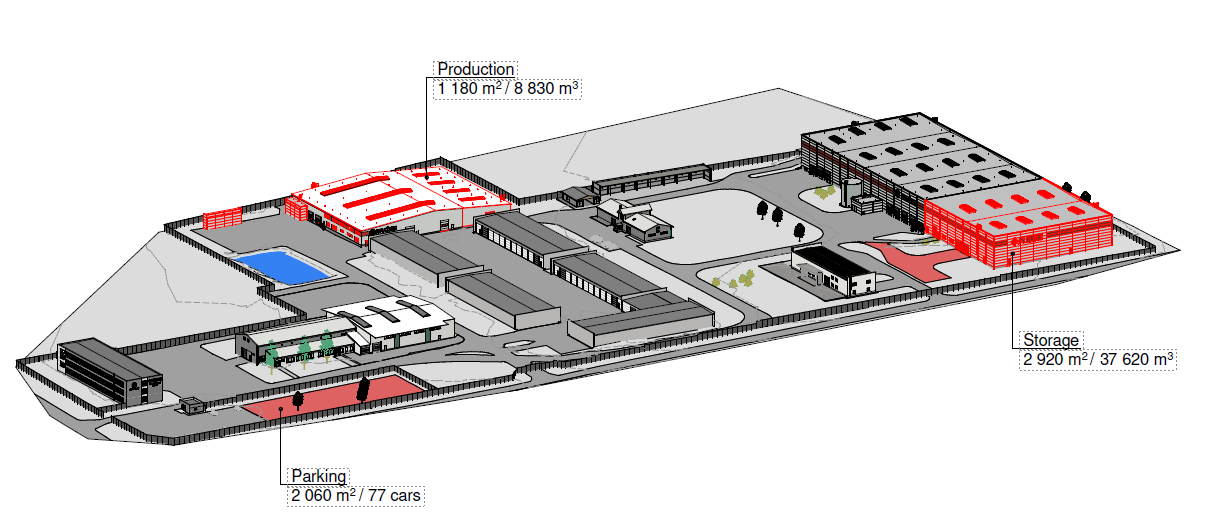 Production
1 180 m² / 8 830 m³
Storage
2 920 m² / 37 620 m³
Parking
2 060 m² / 77 cars